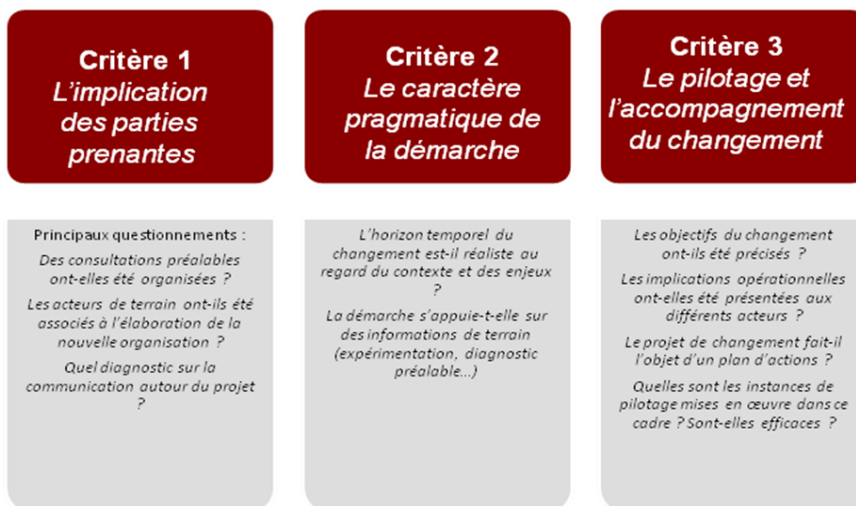 Critère 1
L'implication
des parties
prenantes
Principaux questionnements :
Des consultations préalables
ont-elles été organisées ?
Les acteurs de terrain ont-ils été
associés à l'élaboration de la
nouvelle organisation ?
Quel diagnostic sur la
communication autour du projet
?
Critère 2
Le caractère
pragmatique de
la démarche
L'horizon temporel du
changement est-il réaliste au
regard du contexte et des enjeux
?
La démarche s'appuie-t-elle sur
des informations de terrain
(expérimentation, diagnostic
préalable...)
Critère 3
Le pilotage et
l'accompagnement
du changement
Les objectifs du changement
ont-ils été précisés ?
Les implications opérationnelles
ont-elles été présentées aux
différents acteurs ?
Le projet de changement fait-il
l'objet d'un plan d'actions ?
Quelles sont les instances de
pilotage mises en œuvre dans ce
cadre ? Sont-elles efficaces ?